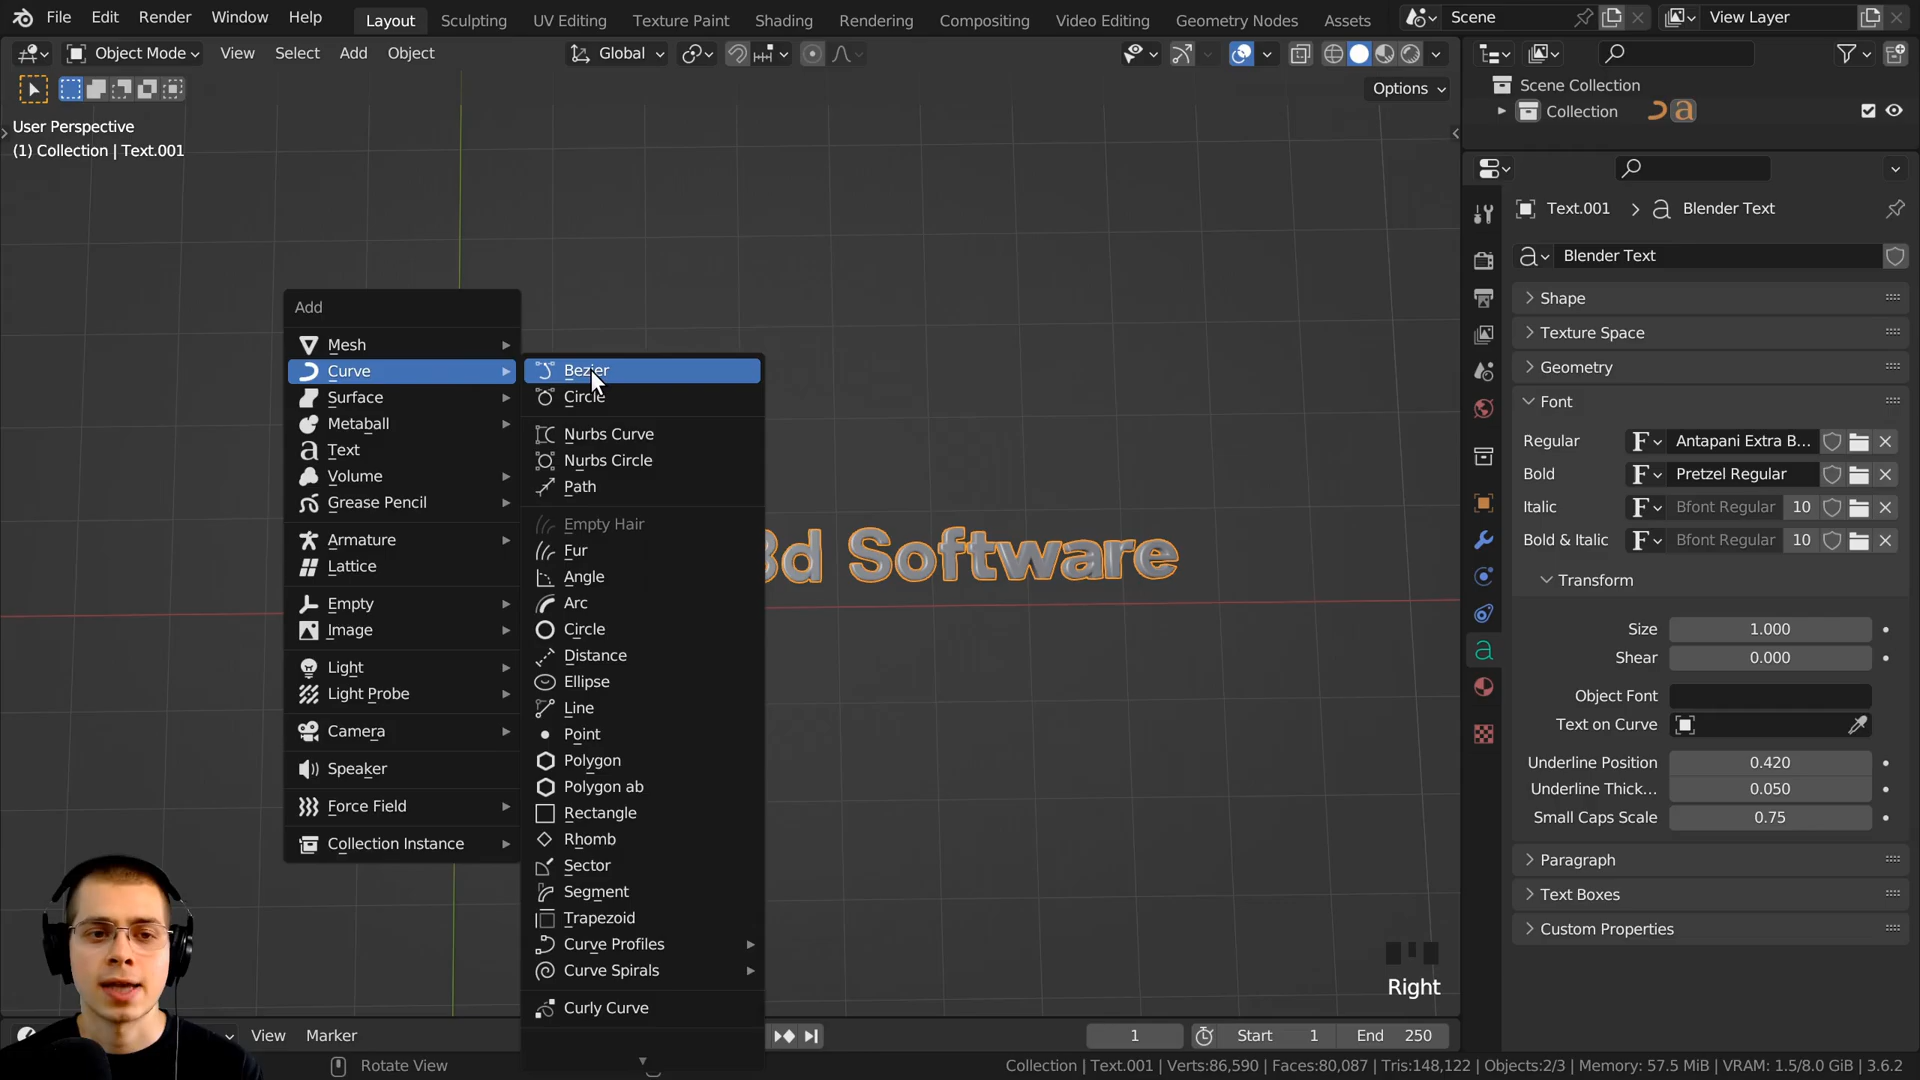 File Edit Render Window Help Layout Sculpting UV Editing Texture Paint Shading Rendering Compositing Video Editing Geometry Nodes Assets Scene View Layer
Object Mode View Select Add Object Global
Options
User Perspective
(1) Collection | Text.001
Scene Collection
Collection
Text.001 > Blender Text
Blender Text
Shape
Texture Space
Geometry
Font
Regular Antapani Extra B...
Bold Pretzel Regular
Italic Bfont Regular 10
Bold & Italic Bfont Regular 10
Transform
Size 1.000
Shear 0.000
Object Font
Text on Curve
Underline Position 0.420
Underline Thick... 0.050
Small Caps Scale 0.75
Paragraph
Text Boxes
Custom Properties
Add
Mesh
Curve
Surface
Metaball
Text
Volume
Grease Pencil
Armature
Lattice
Empty
Image
Light
Light Probe
Camera
Speaker
Force Field
Collection Instance
Bezier
Circle
Nurbs Curve
Nurbs Circle
Path
Empty Hair
Fur
Angle
Arc
Circle
Distance
Ellipse
Line
Point
Polygon
Polygon ab
Rectangle
Rhomb
Sector
Segment
Trapezoid
Curve Profiles
Curve Spirals
Curly Curve
3d Software
Right
View Marker 1 Start 1 End 250
Rotate View Collection | Text.001 | Verts:86,590 | Faces:80,087 | Tris:148,122 | Objects:2/3 | Memory: 57.5 MiB | VRAM: 1.5/8.0 GiB | 3.6.2